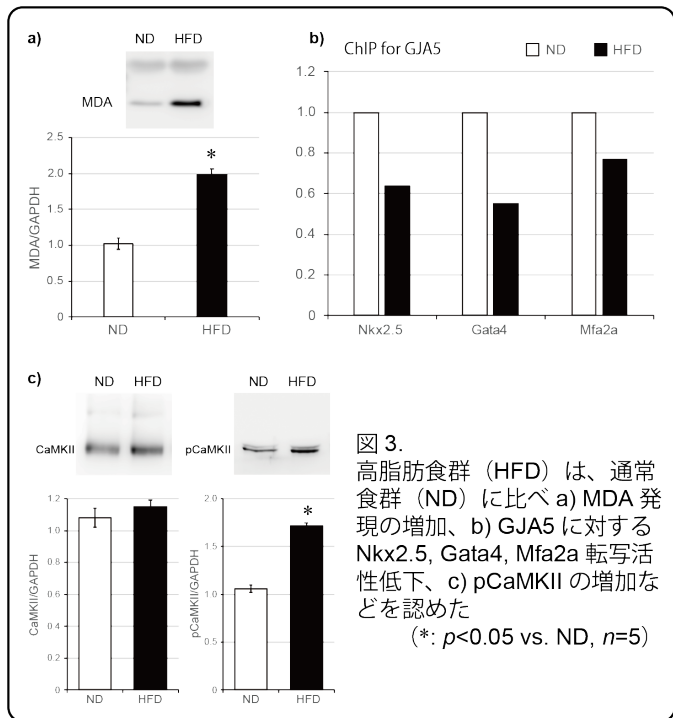 a)
ND HFD
MDA
2.5
2.0
1.5
1.0
0.5
0
MDA/GAPDH
*
ND HFD
b)
ChIP for GJA5
ND HFD
1.2
1.0
0.8
0.6
0.4
0.2
0
Nkx2.5 Gata4 Mfa2a
c)
ND HFD
CaMKII
1.2
1.0
0.8
0.6
0.4
0.2
0
CaMKII/GAPDH
ND HFD
ND HFD
pCaMKII
2.0
1.5
1.0
0.5
0
pCaMKII/GAPDH
*
ND HFD
図 3.
高脂肪食群（HFD）は、通常
食群（ND）に比べ a) MDA 発
現の増加、b) GJA5 に対する
Nkx2.5, Gata4, Mfa2a 転写活
性低下、c) pCaMKII の増加な
どを認めた
（*: p<0.05 vs. ND, n=5）